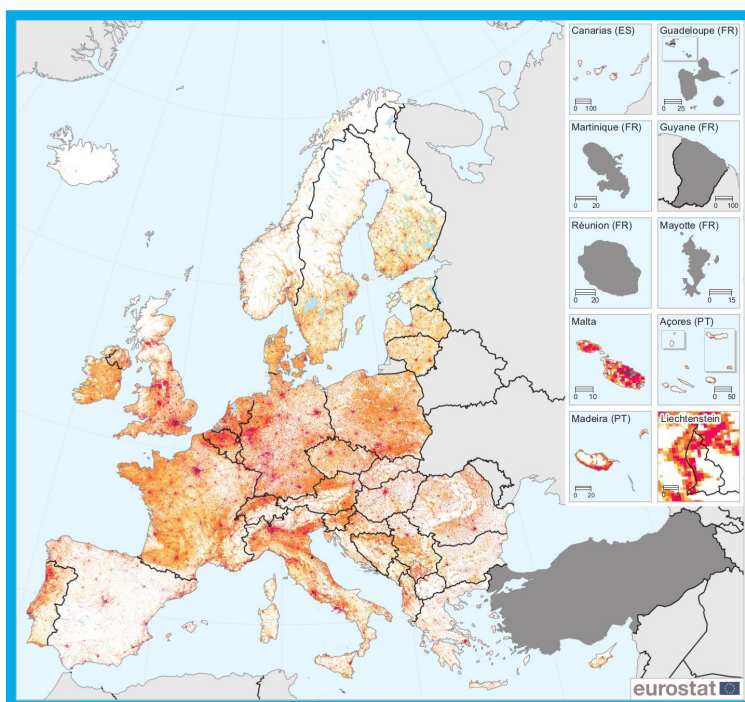 Canarias (ES)
0 100
Guadeloupe (FR)
0 25
Martinique (FR)
0 20
Guyane (FR)
0 100
Réunion (FR)
0 20
Mayotte (FR)
0 15
Malta
0 10
Açores (PT)
0 50
Madeira (PT)
0 20
Liechtenstein
eurostat